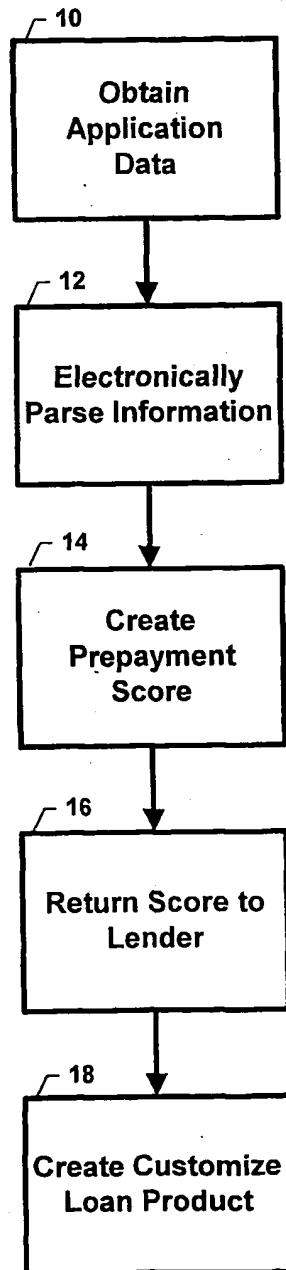 10
Obtain
Application
Data
12
Electronically
Parse Information
14
Create
Prepayment
Score
16
Return Score to
Lender
18
Create Customize
Loan Product